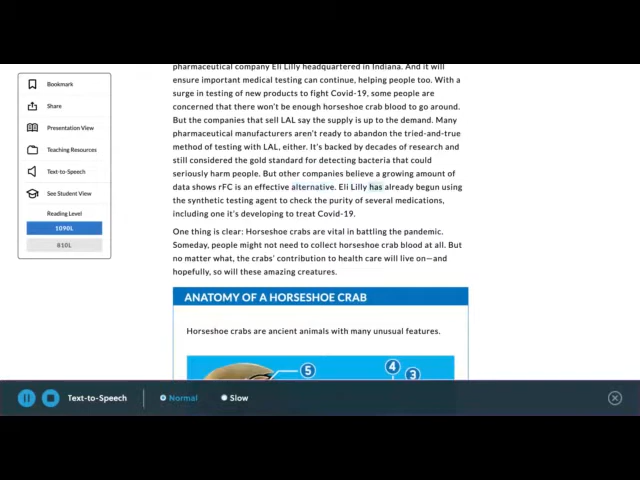 pharmaceutical company Eli Lilly headquartered in Indiana. And it will
ensure important medical testing can continue, helping people too. With a
surge in testing of new products to fight Covid-19, some people are
concerned that there won't be enough horseshoe crab blood to go around.
But the companies that sell LAL say the supply is up to the demand. Many
pharmaceutical manufacturers aren't ready to abandon the tried-and-true
method of testing with LAL, either. It's backed by decades of research and
still considered the gold standard for detecting bacteria that could
seriously harm people. But other companies believe a growing amount of
data shows rFC is an effective alternative. Eli Lilly has already begun using
the synthetic testing agent to check the purity of several medications,
including one it's developing to treat Covid-19.
One thing is clear: Horseshoe crabs are vital in battling the pandemic.
Someday, people might not need to collect horseshoe crab blood at all. But
no matter what, the crabs' contribution to health care will live on—and
hopefully, so will these amazing creatures.
ANATOMY OF A HORSESHOE CRAB
Horseshoe crabs are ancient animals with many unusual features.
5
4
3
Bookmark
Share
Presentation View
Teaching Resources
Text-to-Speech
See Student View
Reading Level
1090L
810L
Text-to-Speech
Normal
Slow